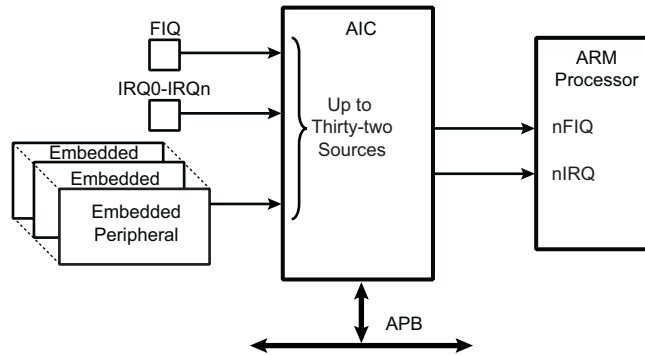 FIQ
IRQ0-IRQn
Embedded
Embedded
Embedded
Peripheral
AIC
Up to
Thirty-two
Sources
ARM
Processor
nFIQ
nIRQ
APB